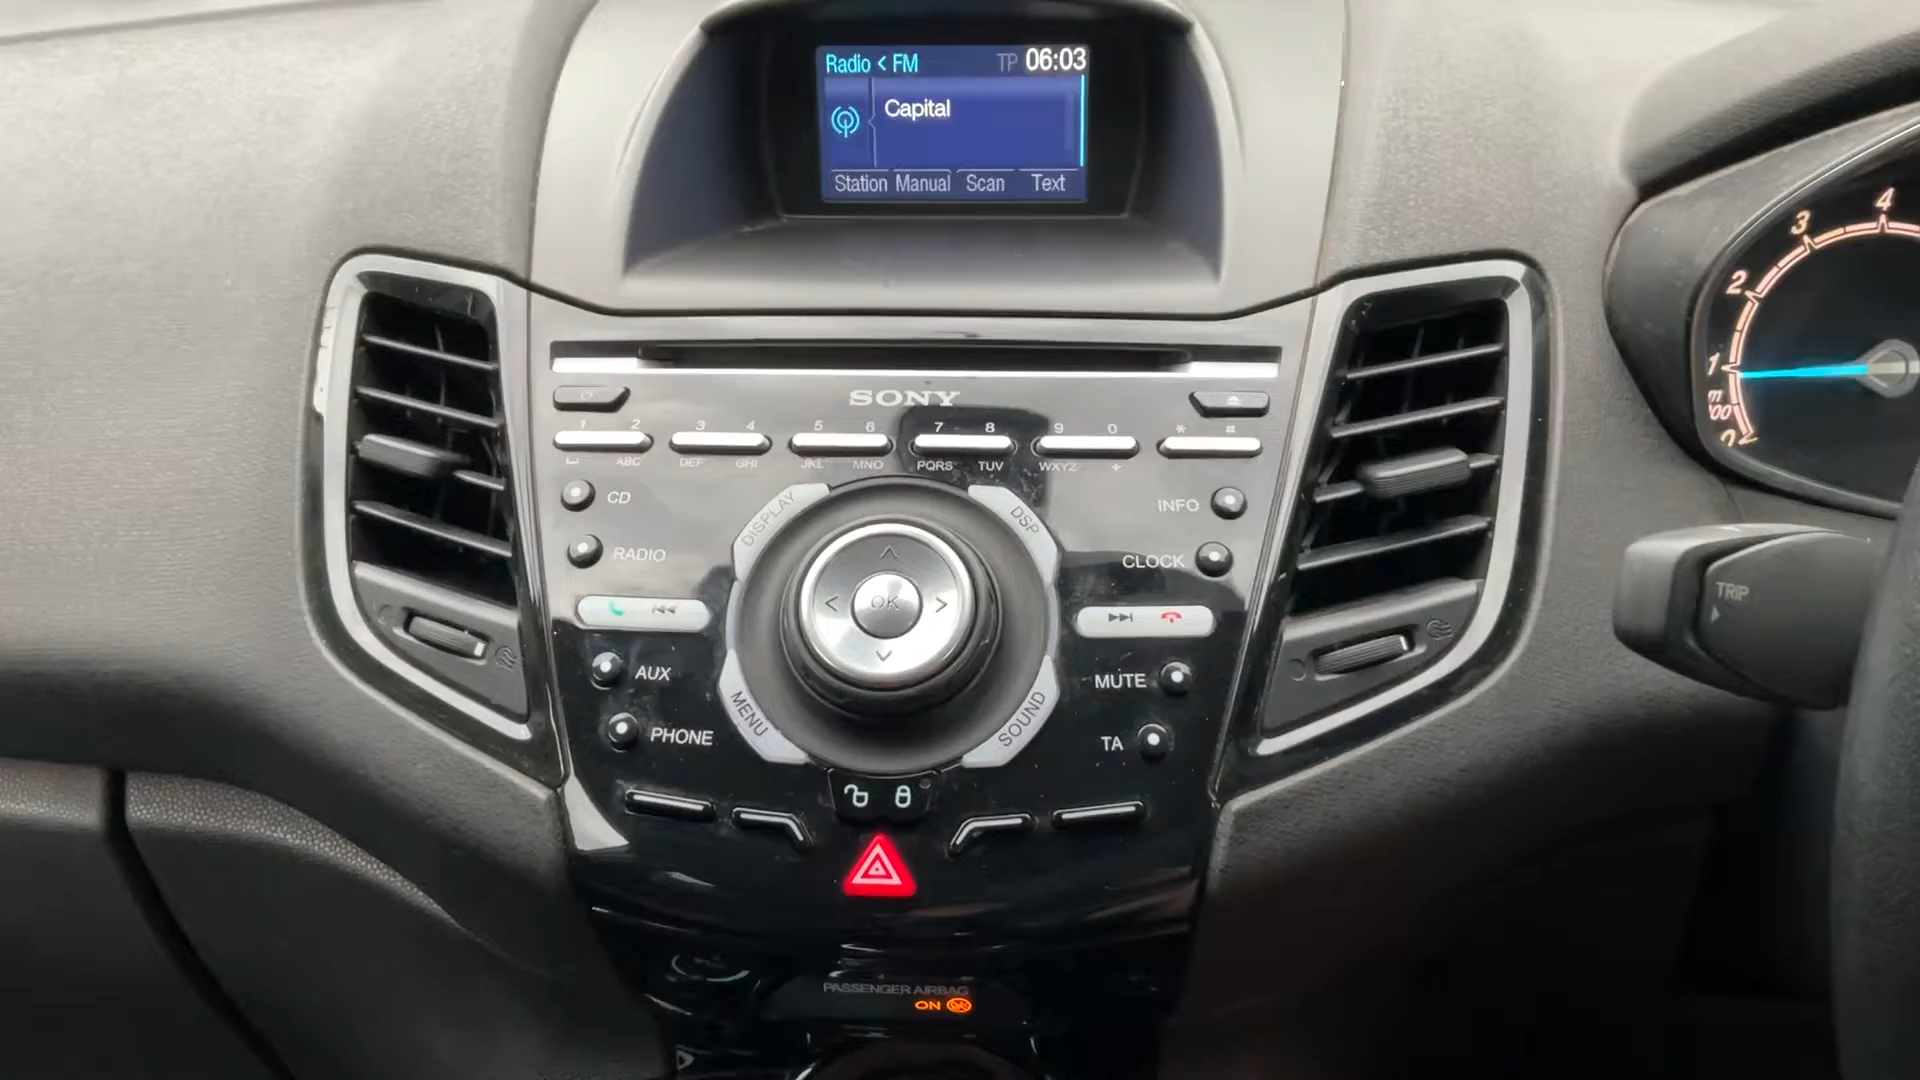 Radio < FM TP 06:03
Capital
Station Manual Scan Text
SONY
1 2 3 4 5 6 7 8 9 0 * #
ABC DEF GHI JKL MNO PQRS TUV WXYZ +
CD
RADIO
DISPLAY
DSP
INFO
CLOCK
OK
AUX
PHONE
MENU
SOUND
MUTE
TA
PASSENGER AIRBAG
ON
4
3
2
1
TRIP